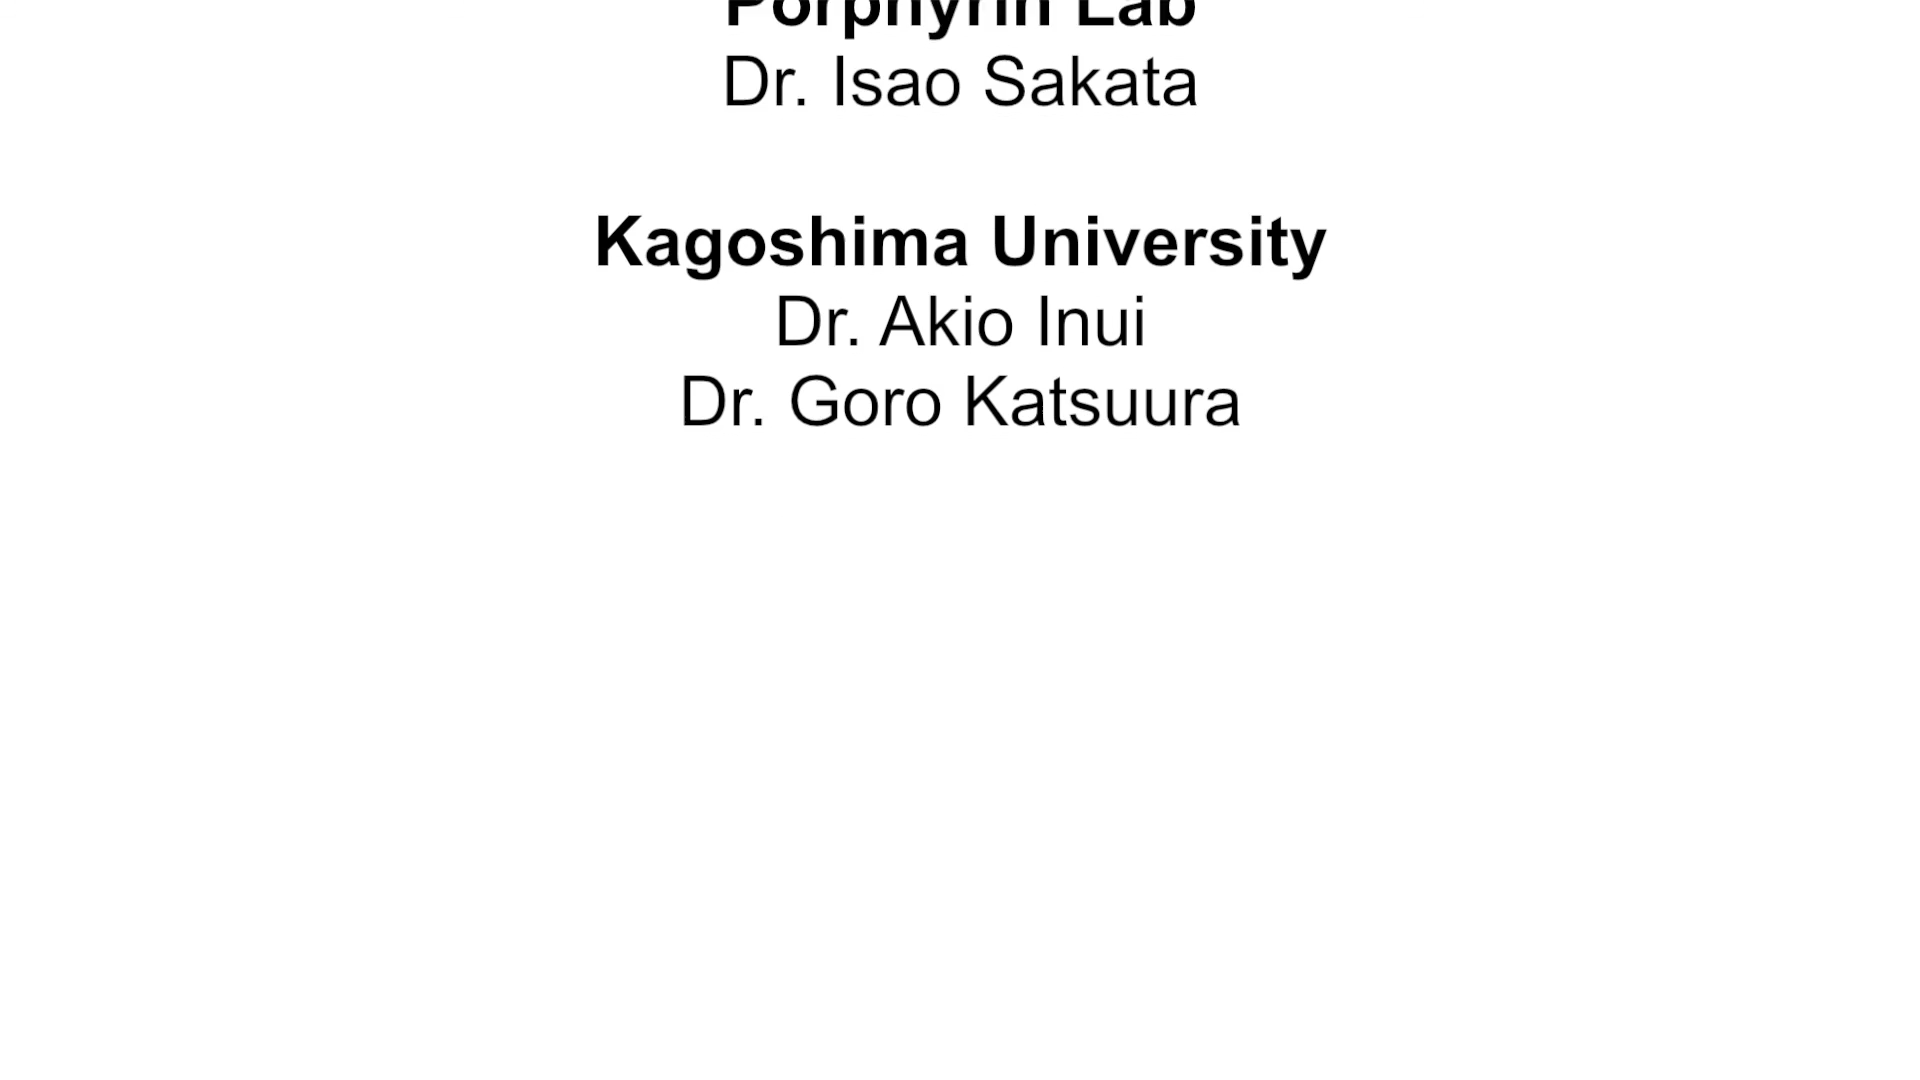 Porphyrin Lab
Dr. Isao Sakata
Kagoshima University
Dr. Akio Inui
Dr. Goro Katsuura